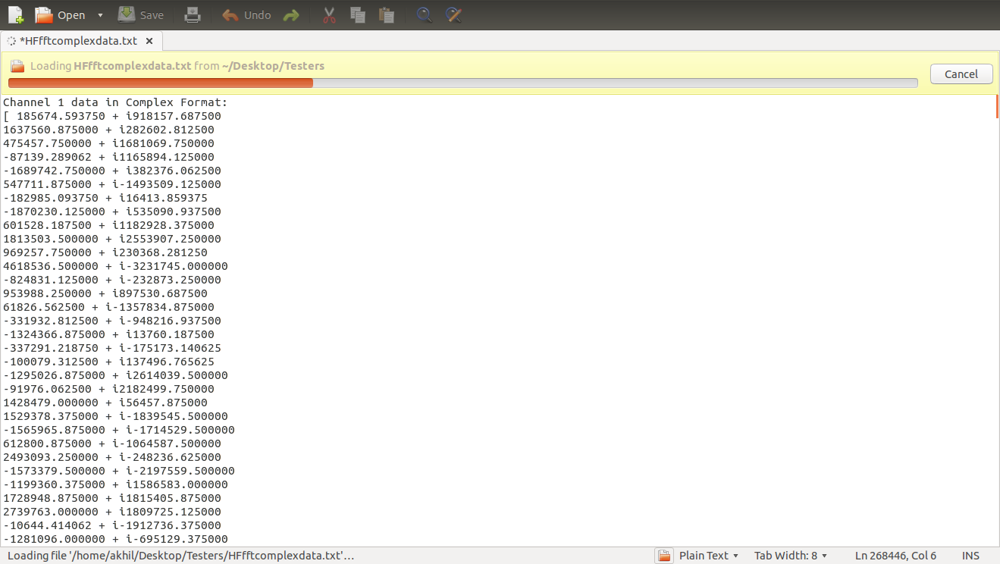 Open
Save
Undo
*HFfftcomplexdata.txt
Loading HFfftcomplexdata.txt from ~/Desktop/Testers
Cancel
Channel 1 data in Complex Format:
[ 185674.593750 + i918157.687500
1637560.875000 + i282602.812500
475457.750000 + i1681069.750000
-87139.289062 + i1165894.125000
-1689742.750000 + i382376.062500
547711.875000 + i-1493509.125000
-182985.093750 + i16413.859375
-1870230.125000 + i535090.937500
601528.187500 + i1182928.375000
1813503.500000 + i2553907.250000
969257.750000 + i230368.281250
4618536.500000 + i-3231745.000000
-824831.125000 + i-232873.250000
953988.250000 + i897530.687500
61826.562500 + i-1357834.875000
-331932.812500 + i-948216.937500
-1324366.875000 + i13760.187500
-337291.218750 + i-175173.140625
-100079.312500 + i137496.765625
-1295026.875000 + i2614039.500000
-91976.062500 + i2182499.750000
1428479.000000 + i56457.875000
1529378.375000 + i-1839545.500000
-1565965.875000 + i-1714529.500000
612800.875000 + i-1064587.500000
2493093.250000 + i-248236.625000
-1573379.500000 + i-2197559.500000
-1199360.375000 + i1586583.000000
1728948.875000 + i1815405.875000
2739763.000000 + i1809725.125000
-10644.414062 + i-1912736.375000
-1281096.000000 + i-695129.375000
Loading file '/home/akhil/Desktop/Testers/HFfftcomplexdata.txt'…
Plain Text
Tab Width: 8
Ln 268446, Col 6
INS